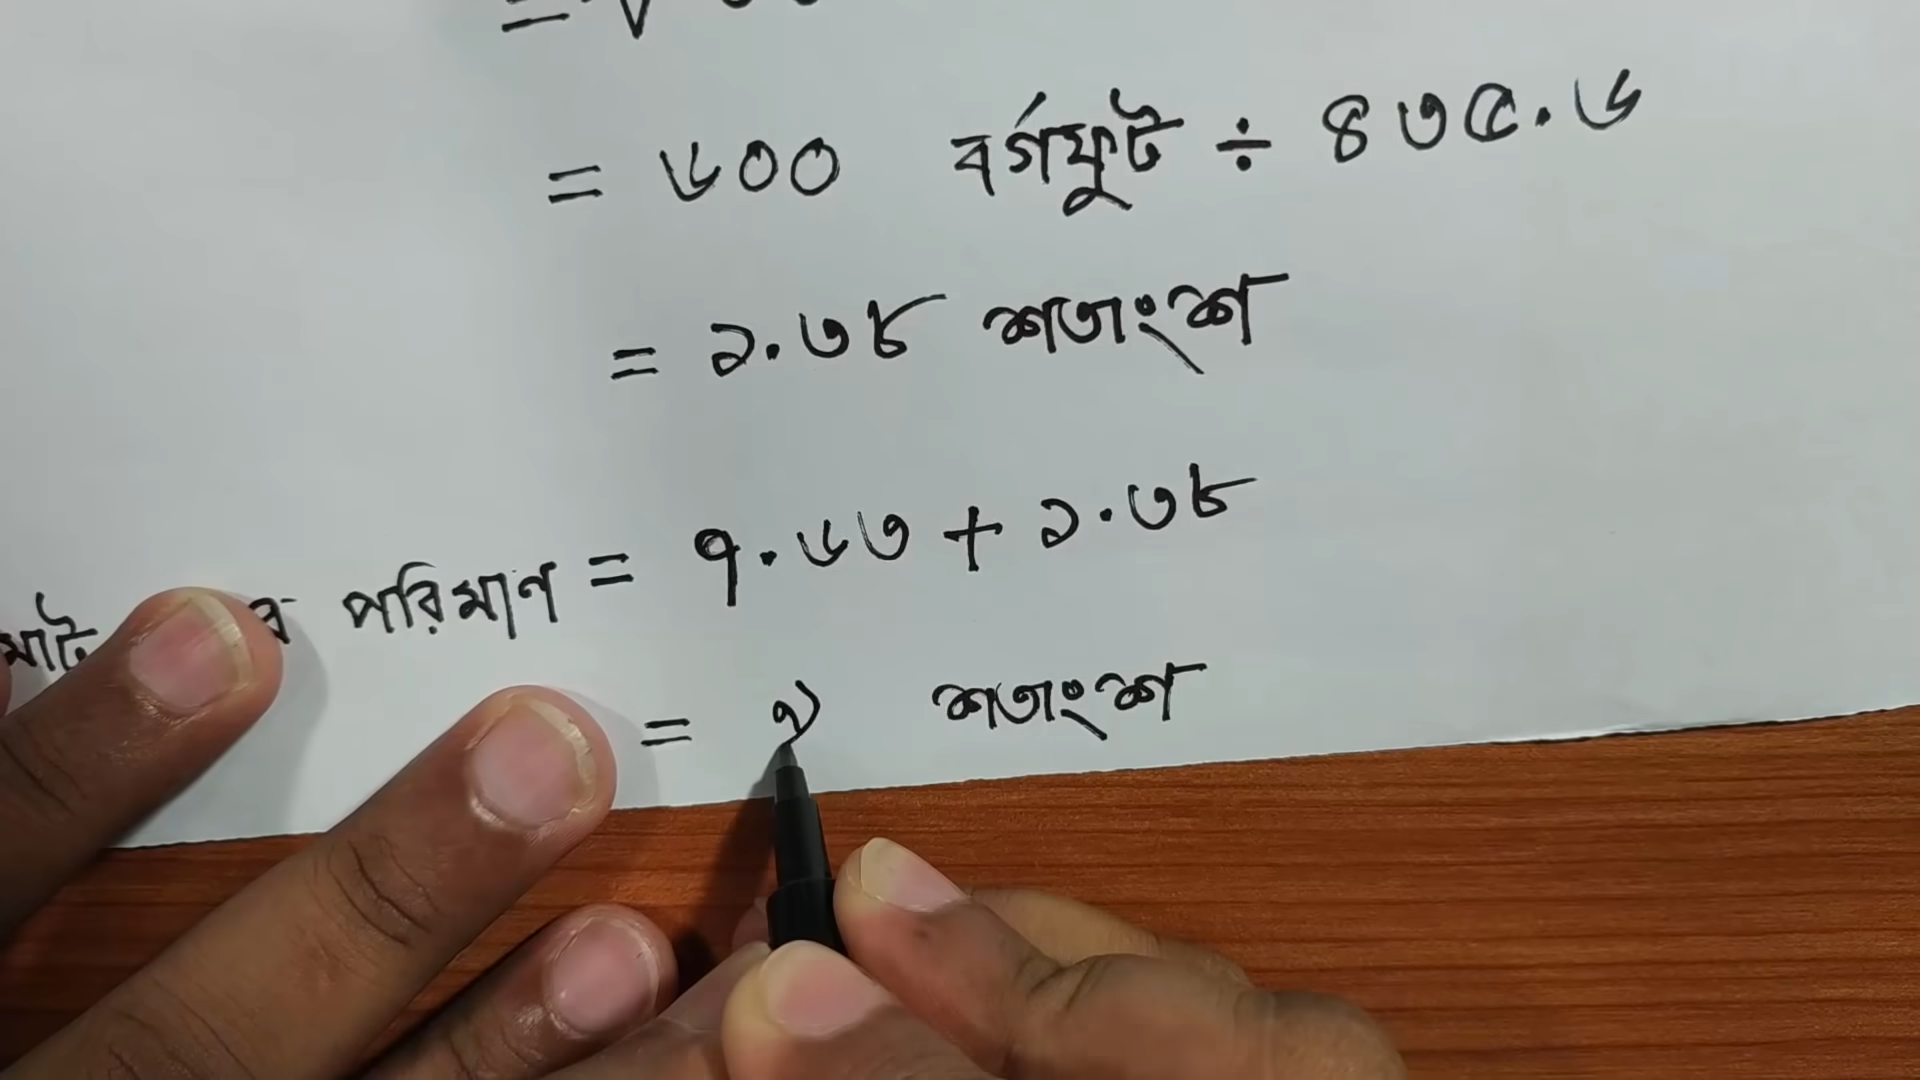 = ৬০০ বর্গফুট ÷ ৪৩৫.৬
= ১.৩৮ শতাংশ
পরিমান = ৭.৬৩ + ১.৩৮
= ৯ শতাংশ